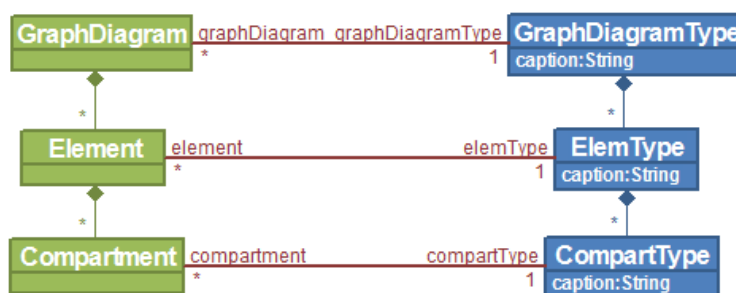 GraphDiagram graphDiagram graphDiagramType GraphDiagramType
* 1 caption:String
* *
Element element elemType ElemType
* 1 caption:String
* *
Compartment compartment compartType CompartType
* 1 caption:String